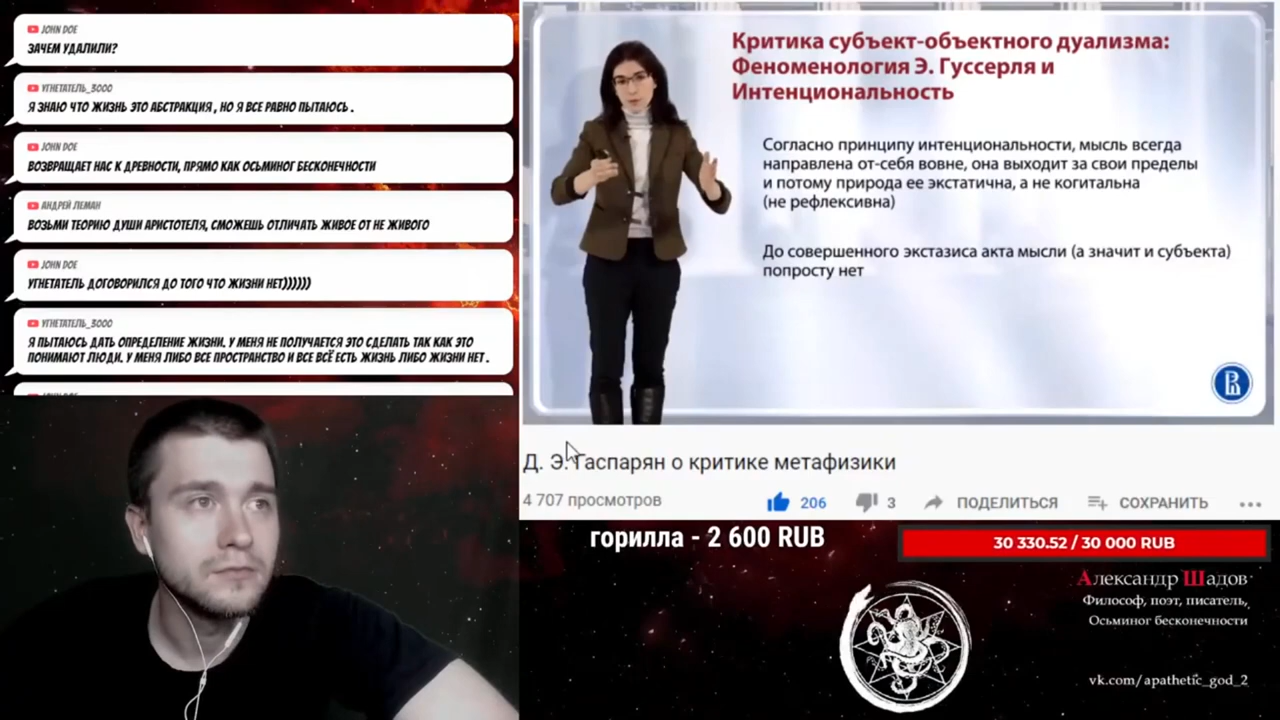 JOHN DOE
ЗАЧЕМ УДАЛИЛИ?
УГНЕТАТЕЛЬ_3000
Я ЗНАЮ ЧТО ЖИЗНЬ ЭТО АБСТРАКЦИЯ , НО Я ВСЕ РАВНО ПЫТАЮСЬ .
JOHN DOE
ВОЗВРАЩАЕТ НАС К ДРЕВНОСТИ, ПРЯМО КАК ОСЬМИНОГ БЕСКОНЕЧНОСТИ
АНДРЕЙ ЛЕМАН
ВОЗЬМИ ТЕОРИЮ ДУШИ АРИСТОТЕЛЯ, СМОЖЕШЬ ОТЛИЧАТЬ ЖИВОЕ ОТ НЕ ЖИВОГО
JOHN DOE
УГНЕТАТЕЛЬ ДОГОВОРИЛСЯ ДО ТОГО ЧТО ЖИЗНИ НЕТ))))))
УГНЕТАТЕЛЬ_3000
Я ПЫТАЮСЬ ДАТЬ ОПРЕДЕЛЕНИЕ ЖИЗНИ. У МЕНЯ НЕ ПОЛУЧАЕТСЯ ЭТО СДЕЛАТЬ ТАК КАК ЭТО
ПОНИМАЮТ ЛЮДИ. У МЕНЯ ЛИБО ВСЕ ПРОСТРАНСТВО И ВСЕ ВСЁ ЕСТЬ ЖИЗНЬ ЛИБО ЖИЗНИ НЕТ .
Критика субъект-объектного дуализма:
Феноменология Э. Гуссерля и
Интенциональность
Согласно принципу интенциональности, мысль всегда
направлена от-себя вовне, она выходит за свои пределы
и потому природа ее экстатична, а не когитальна
(не рефлексивна)
До совершенного экстазиса акта мысли (а значит и субъекта)
попросту нет
Д. Э. Гаспарян о критике метафизики
4 707 просмотров
206
3
ПОДЕЛИТЬСЯ
СОХРАНИТЬ
горилла - 2 600 RUB
30 330.52 / 30 000 RUB
Александр Шадов
Философ, поэт, писатель,
Осьминог бесконечности
vk.com/apathetic_god_2